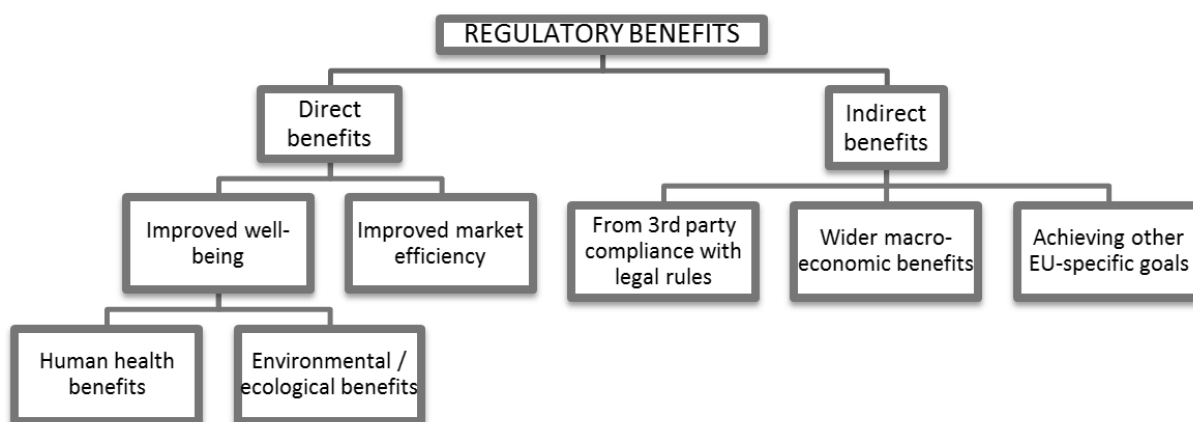 REGULATORY BENEFITS
Direct
benefits
Indirect
benefits
Improved well-
being
Improved market
efficiency
From 3rd party
compliance with
legal rules
Wider macro-
economic benefits
Achieving other
EU-specific goals
Human health
benefits
Environmental /
ecological benefits